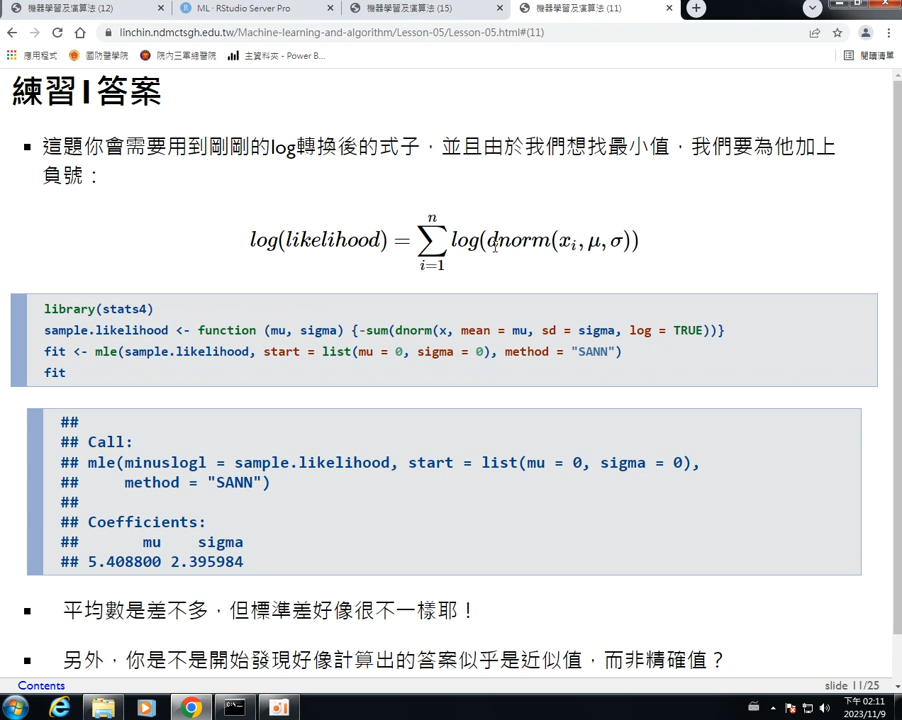 機器學習及演算法 (12)
ML - RStudio Server Pro
機器學習及演算法 (15)
機器學習及演算法 (11)
linchin.ndmctsgh.edu.tw/Machine-learning-and-algorithm/Lesson-05/Lesson-05.html#(11)
應用程式
國防醫學院
院內三軍總醫院
主資料夾 - Power B...
閱讀清單
練習1答案
這題你會需要用到剛剛的log轉換後的式子，並且由於我們想找最小值，我們要為他加上
負號：
log(likelihood) = ∑ⁿᵢ₌₁ log(dnorm(xᵢ, μ, σ))
library(stats4)
sample.likelihood <- function (mu, sigma) {-sum(dnorm(x, mean = mu, sd = sigma, log = TRUE))}
fit <- mle(sample.likelihood, start = list(mu = 0, sigma = 0), method = "SANN")
fit
##
## Call:
## mle(minuslogl = sample.likelihood, start = list(mu = 0, sigma = 0),
##     method = "SANN")
##
## Coefficients:
##       mu    sigma
## 5.408800 2.395984
平均數是差不多，但標準差好像很不一樣耶！
另外，你是不是開始發現好像計算出的答案似乎是近似值，而非精確值？
Contents
slide 11/25
下午 02:11
2023/11/9